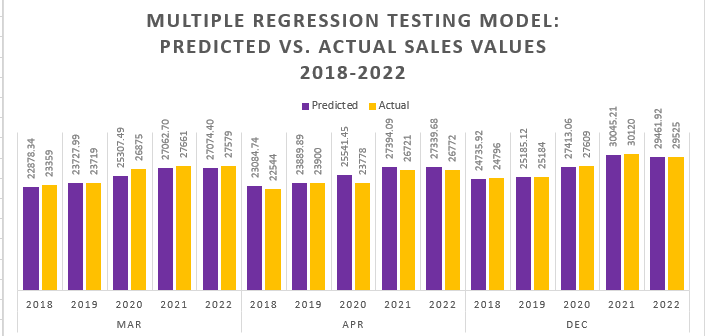 MULTIPLE REGRESSION TESTING MODEL:
PREDICTED VS. ACTUAL SALES VALUES
2018-2022
Predicted Actual
22878.34 23359 23727.99 23719 25307.49 26875 27062.70 27661 27074.40 27579 23084.74 22544 23889.89 23900 25541.45 23778 27394.09 26721 27339.68 26772 24735.92 24796 25185.12 25184 27413.06 27609 30045.21 30120 29461.92 29525
2018 2019 2020 2021 2022 2018 2019 2020 2021 2022 2018 2019 2020 2021 2022
MAR APR DEC